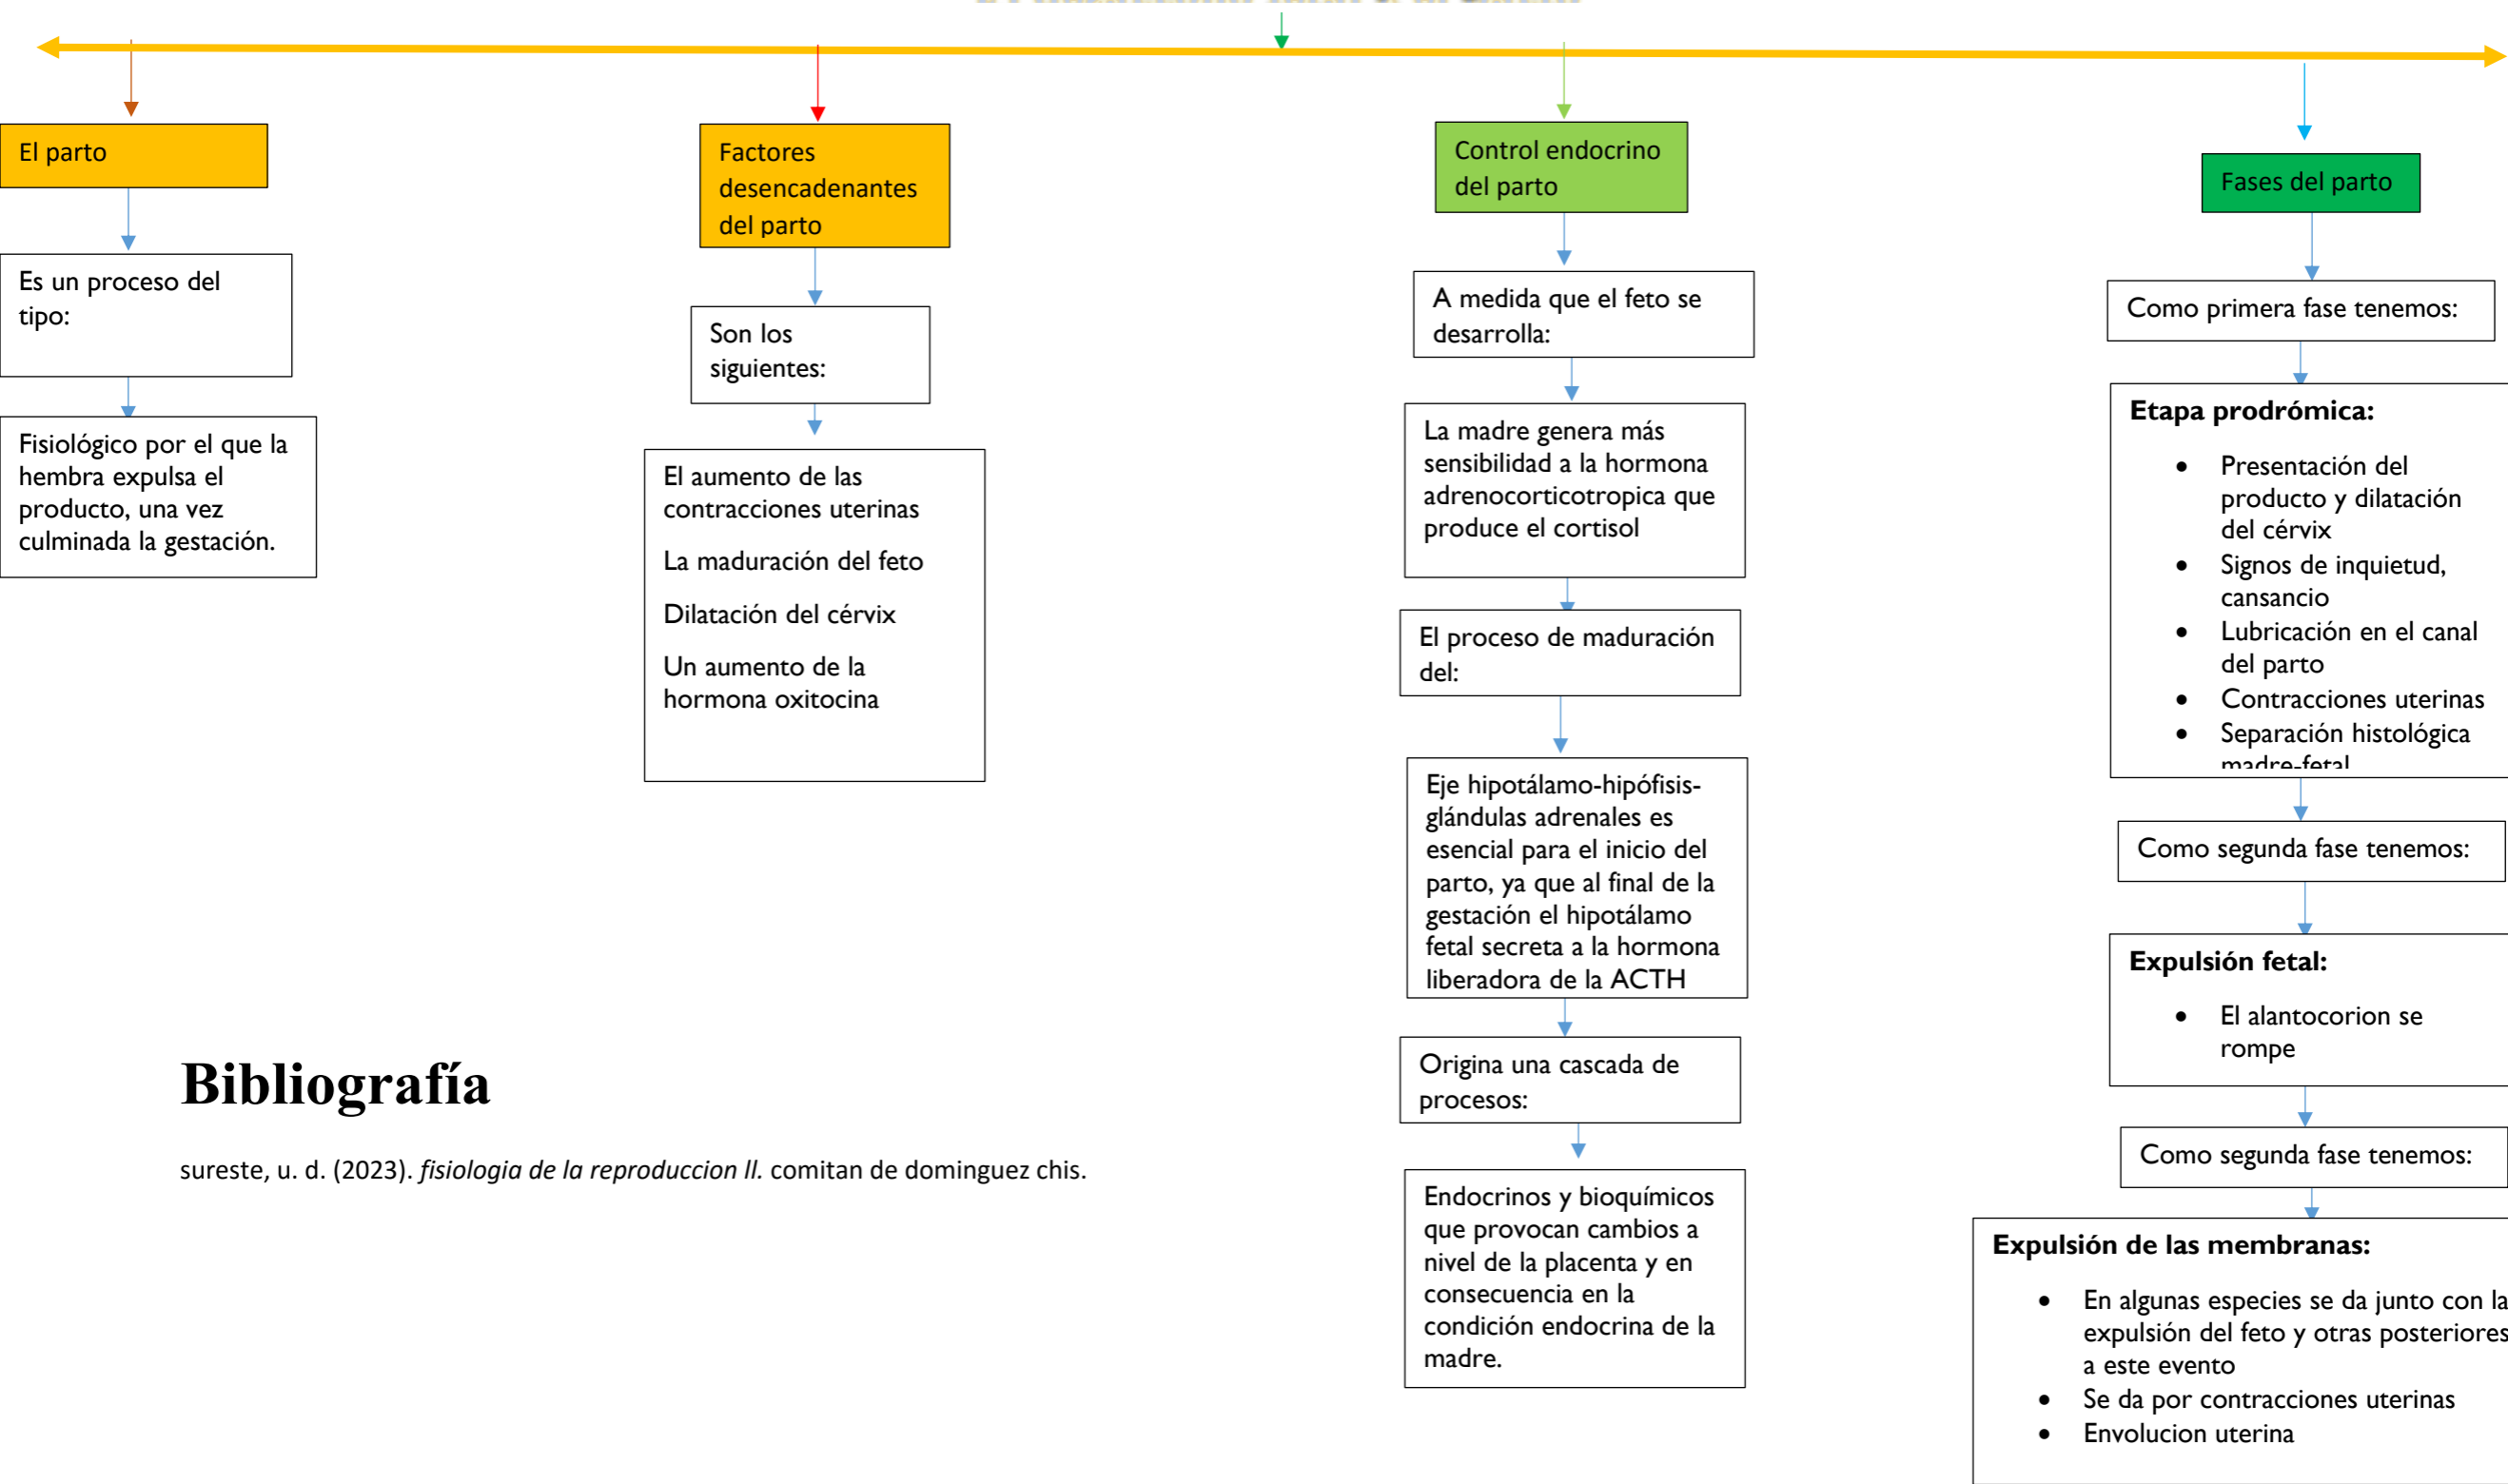 El parto
Es un proceso del
tipo:
Fisiológico por el que la
hembra expulsa el
producto, una vez
culminada la gestación.
Factores
desencadenantes
del parto
Son los
siguientes:
El aumento de las
contracciones uterinas
La maduración del feto
Dilatación del cérvix
Un aumento de la
hormona oxitocina
Control endocrino
del parto
A medida que el feto se
desarrolla:
La madre genera más
sensibilidad a la hormona
adrenocorticotropica que
produce el cortisol
El proceso de maduración
del:
Eje hipotálamo-hipófisis-
glándulas adrenales es
esencial para el inicio del
parto, ya que al final de la
gestación el hipotálamo
fetal secreta a la hormona
liberadora de la ACTH
Origina una cascada de
procesos:
Endocrinos y bioquímicos
que provocan cambios a
nivel de la placenta y en
consecuencia en la
condición endocrina de la
madre.
Fases del parto
Como primera fase tenemos:
Etapa prodrómica:
• Presentación del
producto y dilatación
del cérvix
• Signos de inquietud,
cansancio
• Lubricación en el canal
del parto
• Contracciones uterinas
• Separación histológica
madre-fetal
Como segunda fase tenemos:
Expulsión fetal:
• El alantocorion se
rompe
Como segunda fase tenemos:
Expulsión de las membranas:
• En algunas especies se da junto con la
expulsión del feto y otras posteriores
a este evento
• Se da por contracciones uterinas
• Envolucion uterina
Bibliografía
sureste, u. d. (2023). fisiologia de la reproduccion ll. comitan de dominguez chis.